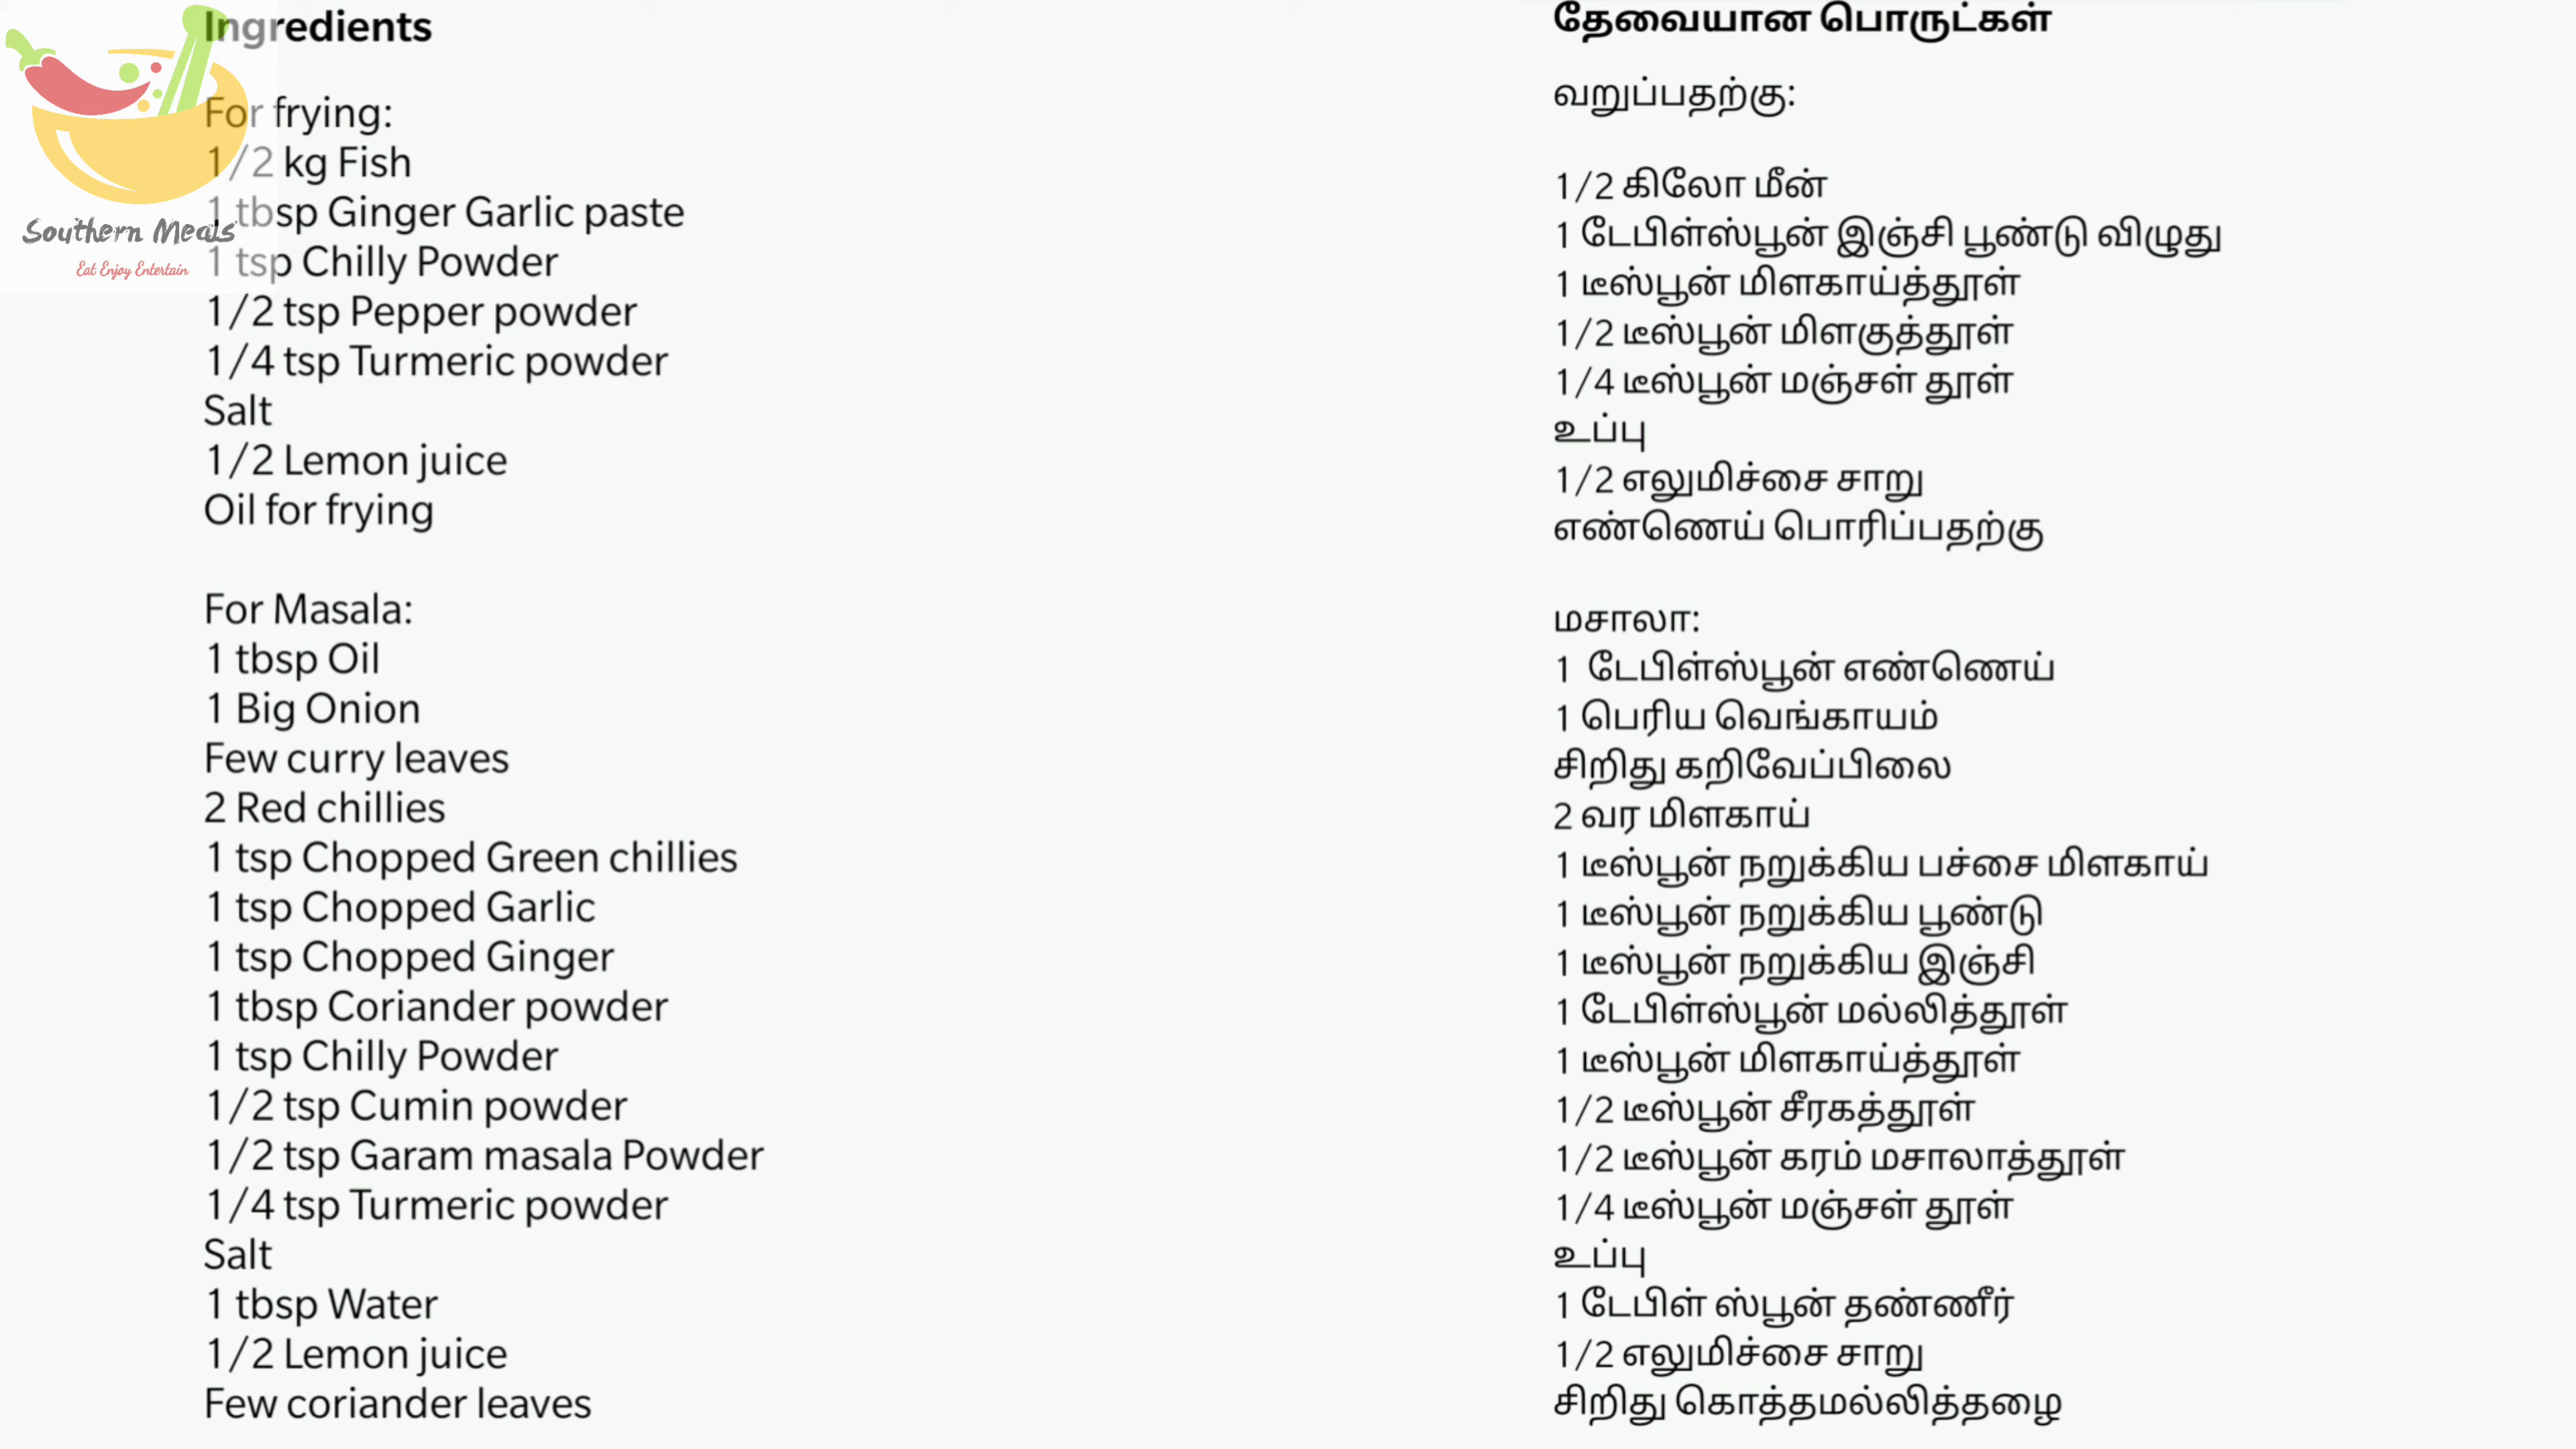 Ingredients
For frying:
1/2 kg Fish
1 tbsp Ginger Garlic paste
1 tsp Chilly Powder
1/2 tsp Pepper powder
1/4 tsp Turmeric powder
Salt
1/2 Lemon juice
Oil for frying
For Masala:
1 tbsp Oil
1 Big Onion
Few curry leaves
2 Red chillies
1 tsp Chopped Green chillies
1 tsp Chopped Garlic
1 tsp Chopped Ginger
1 tbsp Coriander powder
1 tsp Chilly Powder
1/2 tsp Cumin powder
1/2 tsp Garam masala Powder
1/4 tsp Turmeric powder
Salt
1 tbsp Water
1/2 Lemon juice
Few coriander leaves
தேவையான பொருட்கள்
வறுப்பதற்கு:
1/2 கிலோ மீன்
1 டேபிள்ஸ்பூன் இஞ்சி பூண்டு விழுது
1 டீஸ்பூன் மிளகாய்த்தூள்
1/2 டீஸ்பூன் மிளகுத்தூள்
1/4 டீஸ்பூன் மஞ்சள் தூள்
உப்பு
1/2 எலுமிச்சை சாறு
எண்ணெய் பொரிப்பதற்கு
மசாலா:
1 டேபிள்ஸ்பூன் எண்ணெய்
1 பெரிய வெங்காயம்
சிறிது கறிவேப்பிலை
2 வர மிளகாய்
1 டீஸ்பூன் நறுக்கிய பச்சை மிளகாய்
1 டீஸ்பூன் நறுக்கிய பூண்டு
1 டீஸ்பூன் நறுக்கிய இஞ்சி
1 டேபிள்ஸ்பூன் மல்லித்தூள்
1 டீஸ்பூன் மிளகாய்த்தூள்
1/2 டீஸ்பூன் சீரகத்தூள்
1/2 டீஸ்பூன் கரம் மசாலாத்தூள்
1/4 டீஸ்பூன் மஞ்சள் தூள்
உப்பு
1 டேபிள் ஸ்பூன் தண்ணீர்
1/2 எலுமிச்சை சாறு
சிறிது கொத்தமல்லித்தழை
Southern Meals
Eat Enjoy Entertain